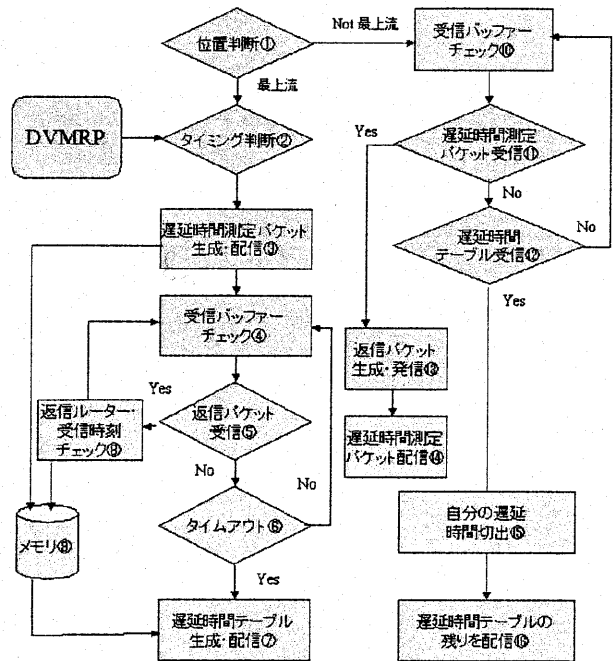 位置判断①
Not 最上流
受信バッファー
チェック⑩
最上流
DVMRP
タイミング判断②
Yes
遅延時間測定
パケット受信⑪
No
遅延時間測定パケット
生成・配信③
遅延時間
テーブル受信⑫
No
Yes
受信バッファー
チェック④
返信パケット
生成・発信⑬
Yes
返信ルーター・
受信時刻
チェック⑧
返信パケット
受信⑤
遅延時間測定
パケット配信⑭
No
No
メモリ⑨
タイムアウト⑥
自分の遅延
時間切出⑮
Yes
遅延時間テーブル
生成・配信⑦
遅延時間テーブルの
残りを配信⑯